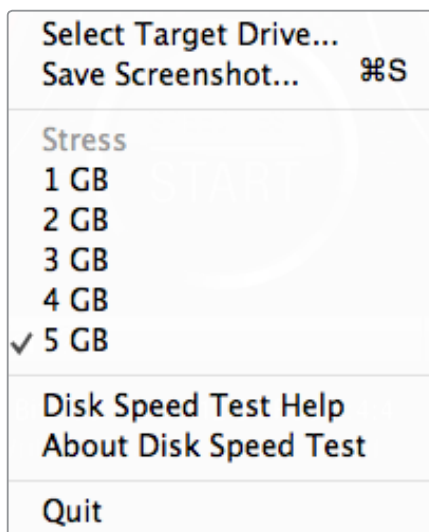 Select Target Drive...
Save Screenshot... ⌘S
Stress
START
1 GB
2 GB
3 GB
4 GB
✓ 5 GB
Disk Speed Test Help
About Disk Speed Test
Quit